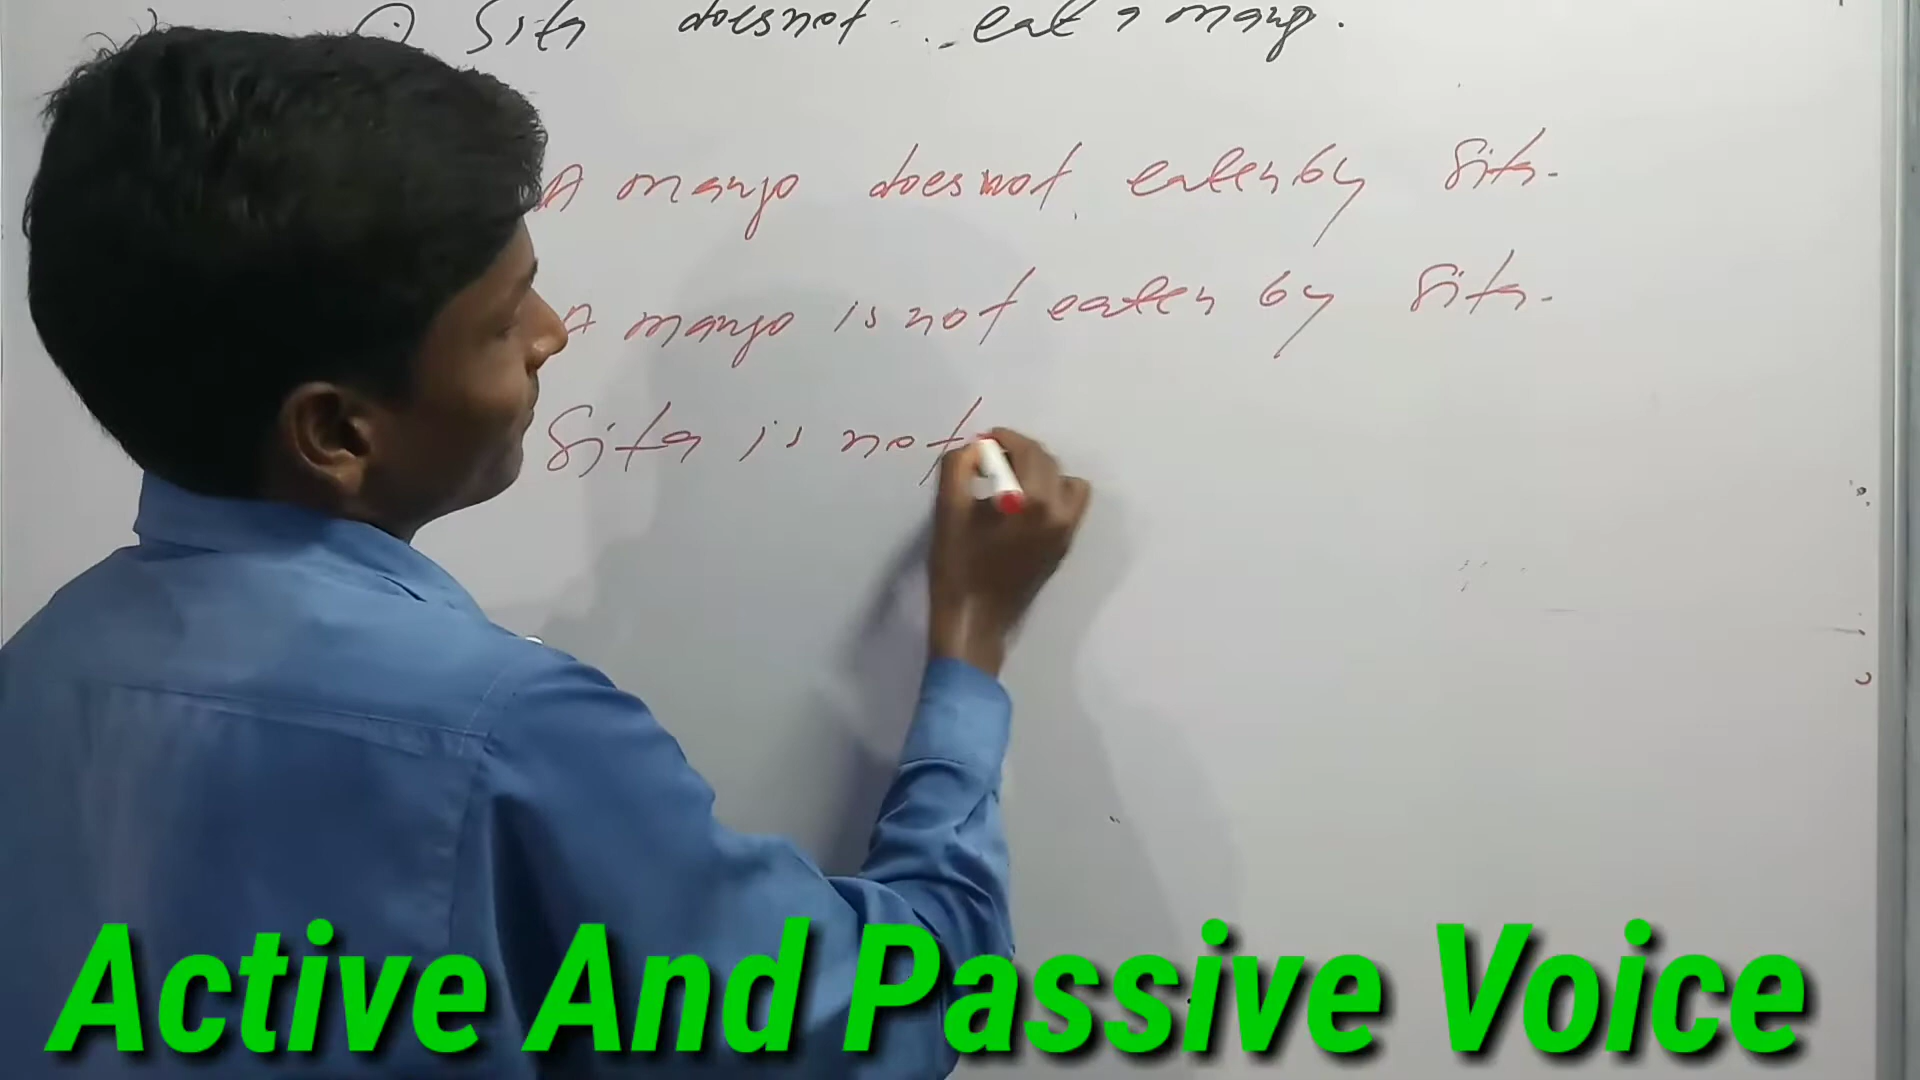 Sita doesnot eat a mango.
A mango doesnot eaten by Sita.
A mango is not eaten by Sita.
Sita is not
Active And Passive Voice